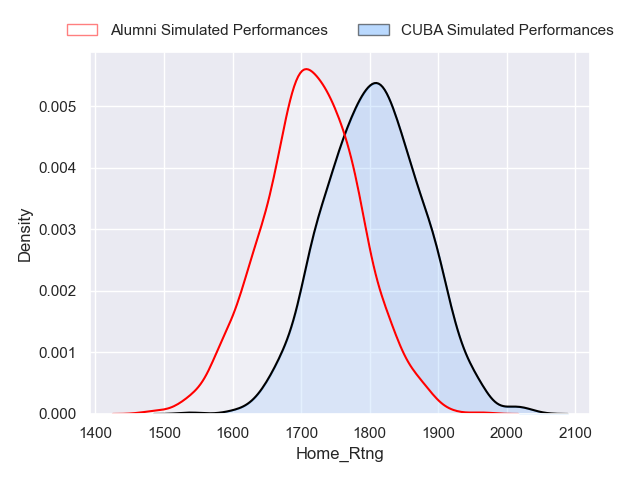 Alumni Simulated Performances CUBA Simulated Performances
0.005
0.004
0.003
0.002
0.001
0.000
Density
1400 1500 1600 1700 1800 1900 2000 2100
Home_Rtng